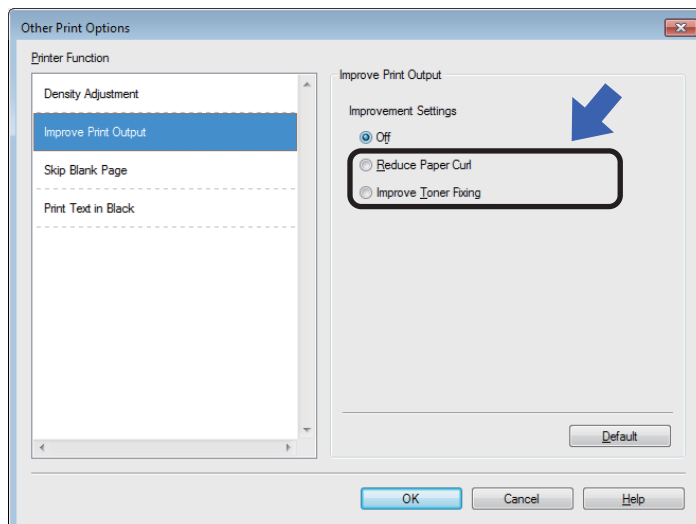 Other Print Options
Printer Function
Density Adjustment
Improve Print Output
Skip Blank Page
Print Text in Black
Improve Print Output
Improvement Settings
Off
Reduce Paper Curl
Improve Toner Fixing
Default
OK
Cancel
Help